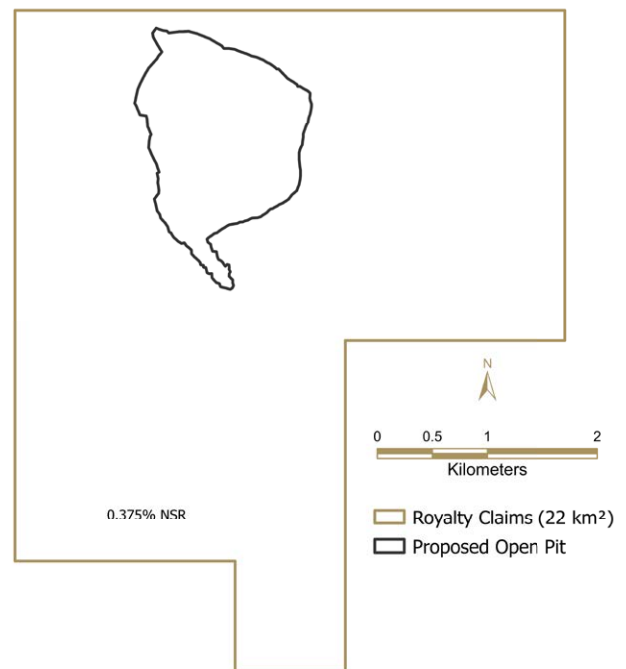 N
0 0.5 1 2
Kilometers
0.375% NSR
Royalty Claims (22 km²)
Proposed Open Pit